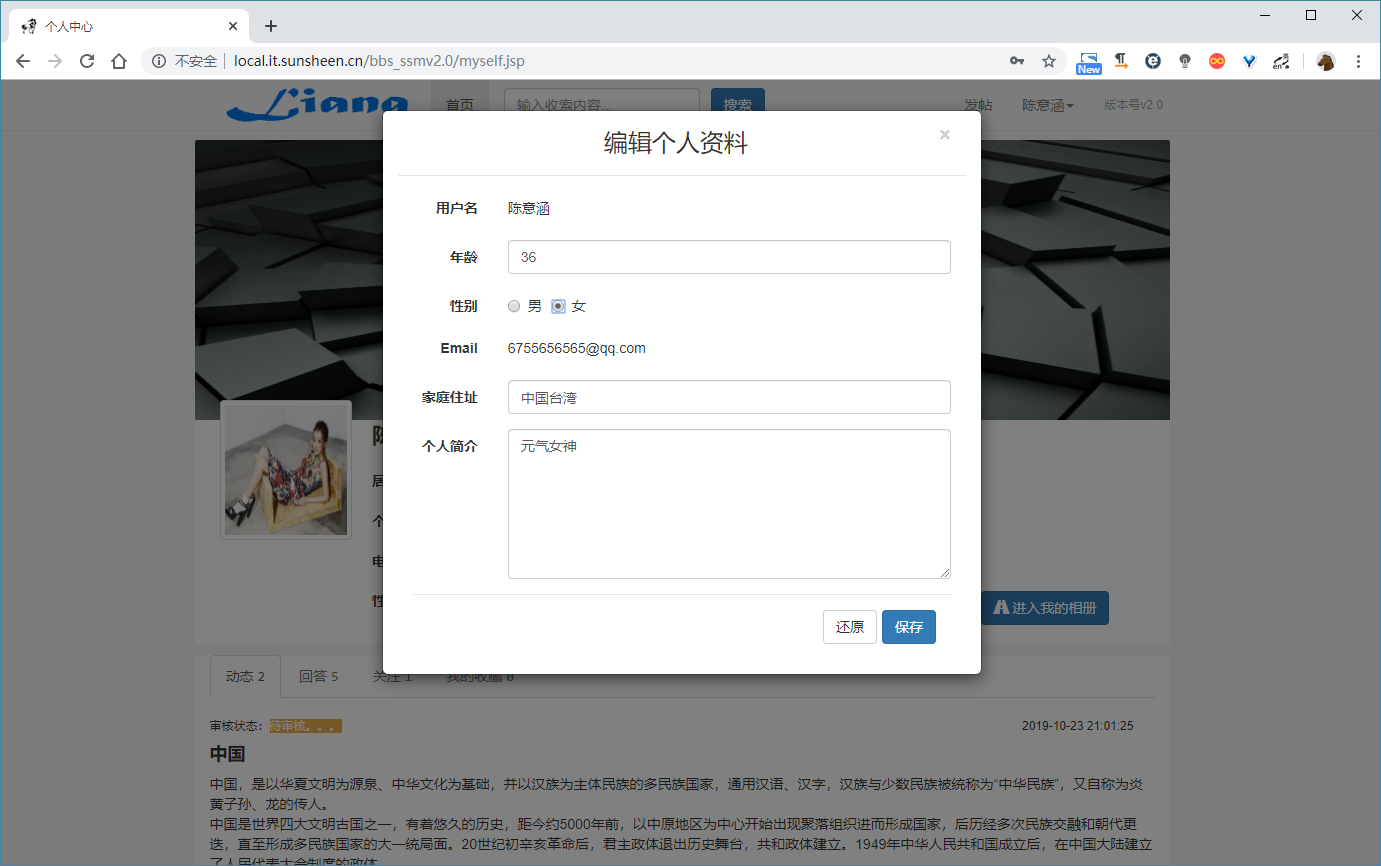 个人中心
不安全 local.it.sunsheen.cn/bbs_ssmv2.0/myself.jsp
New
en
Liang 首页 输入收索内容... 搜索 发帖 陈意涵 版本号v2.0
编辑个人资料 ×
用户名 陈意涵
年龄 36
性别 男 女
Email 6755656565@qq.com
家庭住址 中国台湾
个人简介 元气女神
还原 保存
进入我的相册
动态 2 回答 5 关注 1 我的收藏 0
审核状态： 待审核。。。 2019-10-23 21:01:25
中国
中国，是以华夏文明为源泉、中华文化为基础，并以汉族为主体民族的多民族国家，通用汉语、汉字，汉族与少数民族被统称为“中华民族”，又自称为炎
黄子孙、龙的传人。
中国是世界四大文明古国之一，有着悠久的历史，距今约5000年前，以中原地区为中心开始出现聚落组织进而形成国家，后历经多次民族交融和朝代更
迭，直至形成多民族国家的大一统局面。20世纪初辛亥革命后，君主政体退出历史舞台，共和政体建立。1949年中华人民共和国成立后，在中国大陆建立
了人民代表大会制度的政体